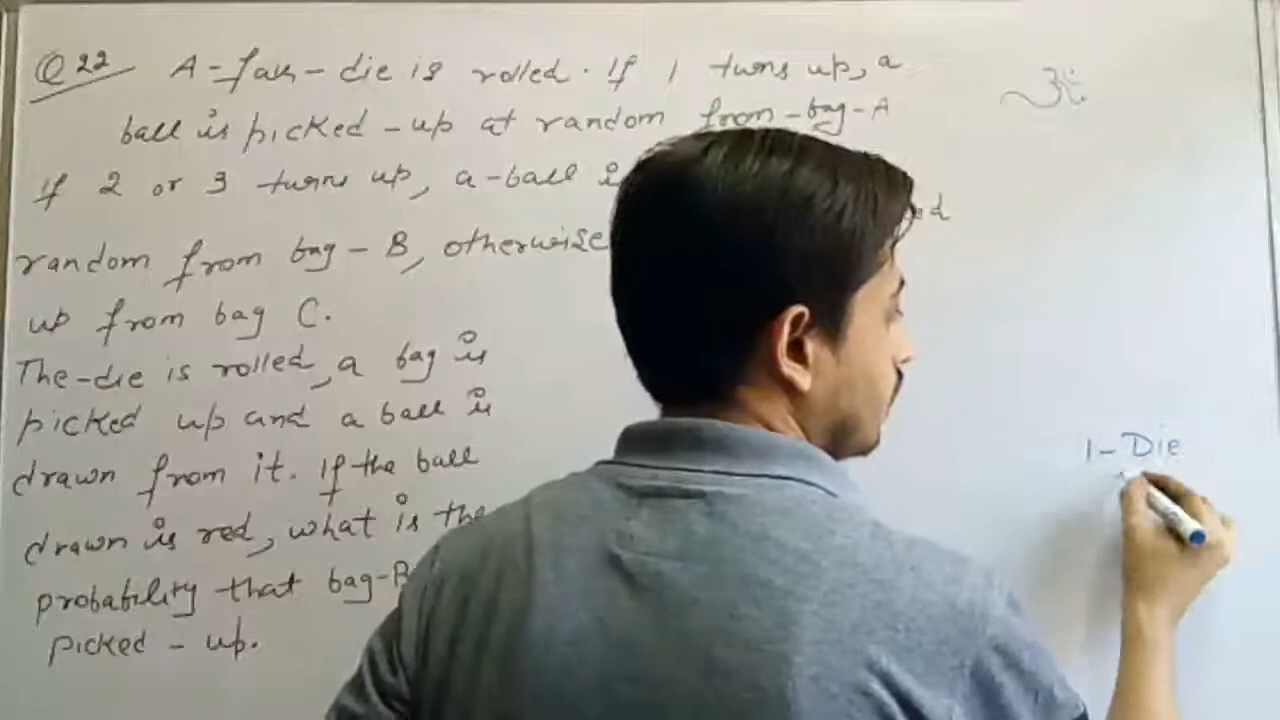 Q 22 A-fair-die is rolled. If 1 turns up, a
ball is picked-up at random from-bag-A
if 2 or 3 turns up, a-ball i
random from bag-B, otherwise ed
up from bag C.
The-die is rolled, a bag is
picked up and a ball is
drawn from it. If the ball
drawn is red, what is the
probability that bag-B
picked-up.
1-Die